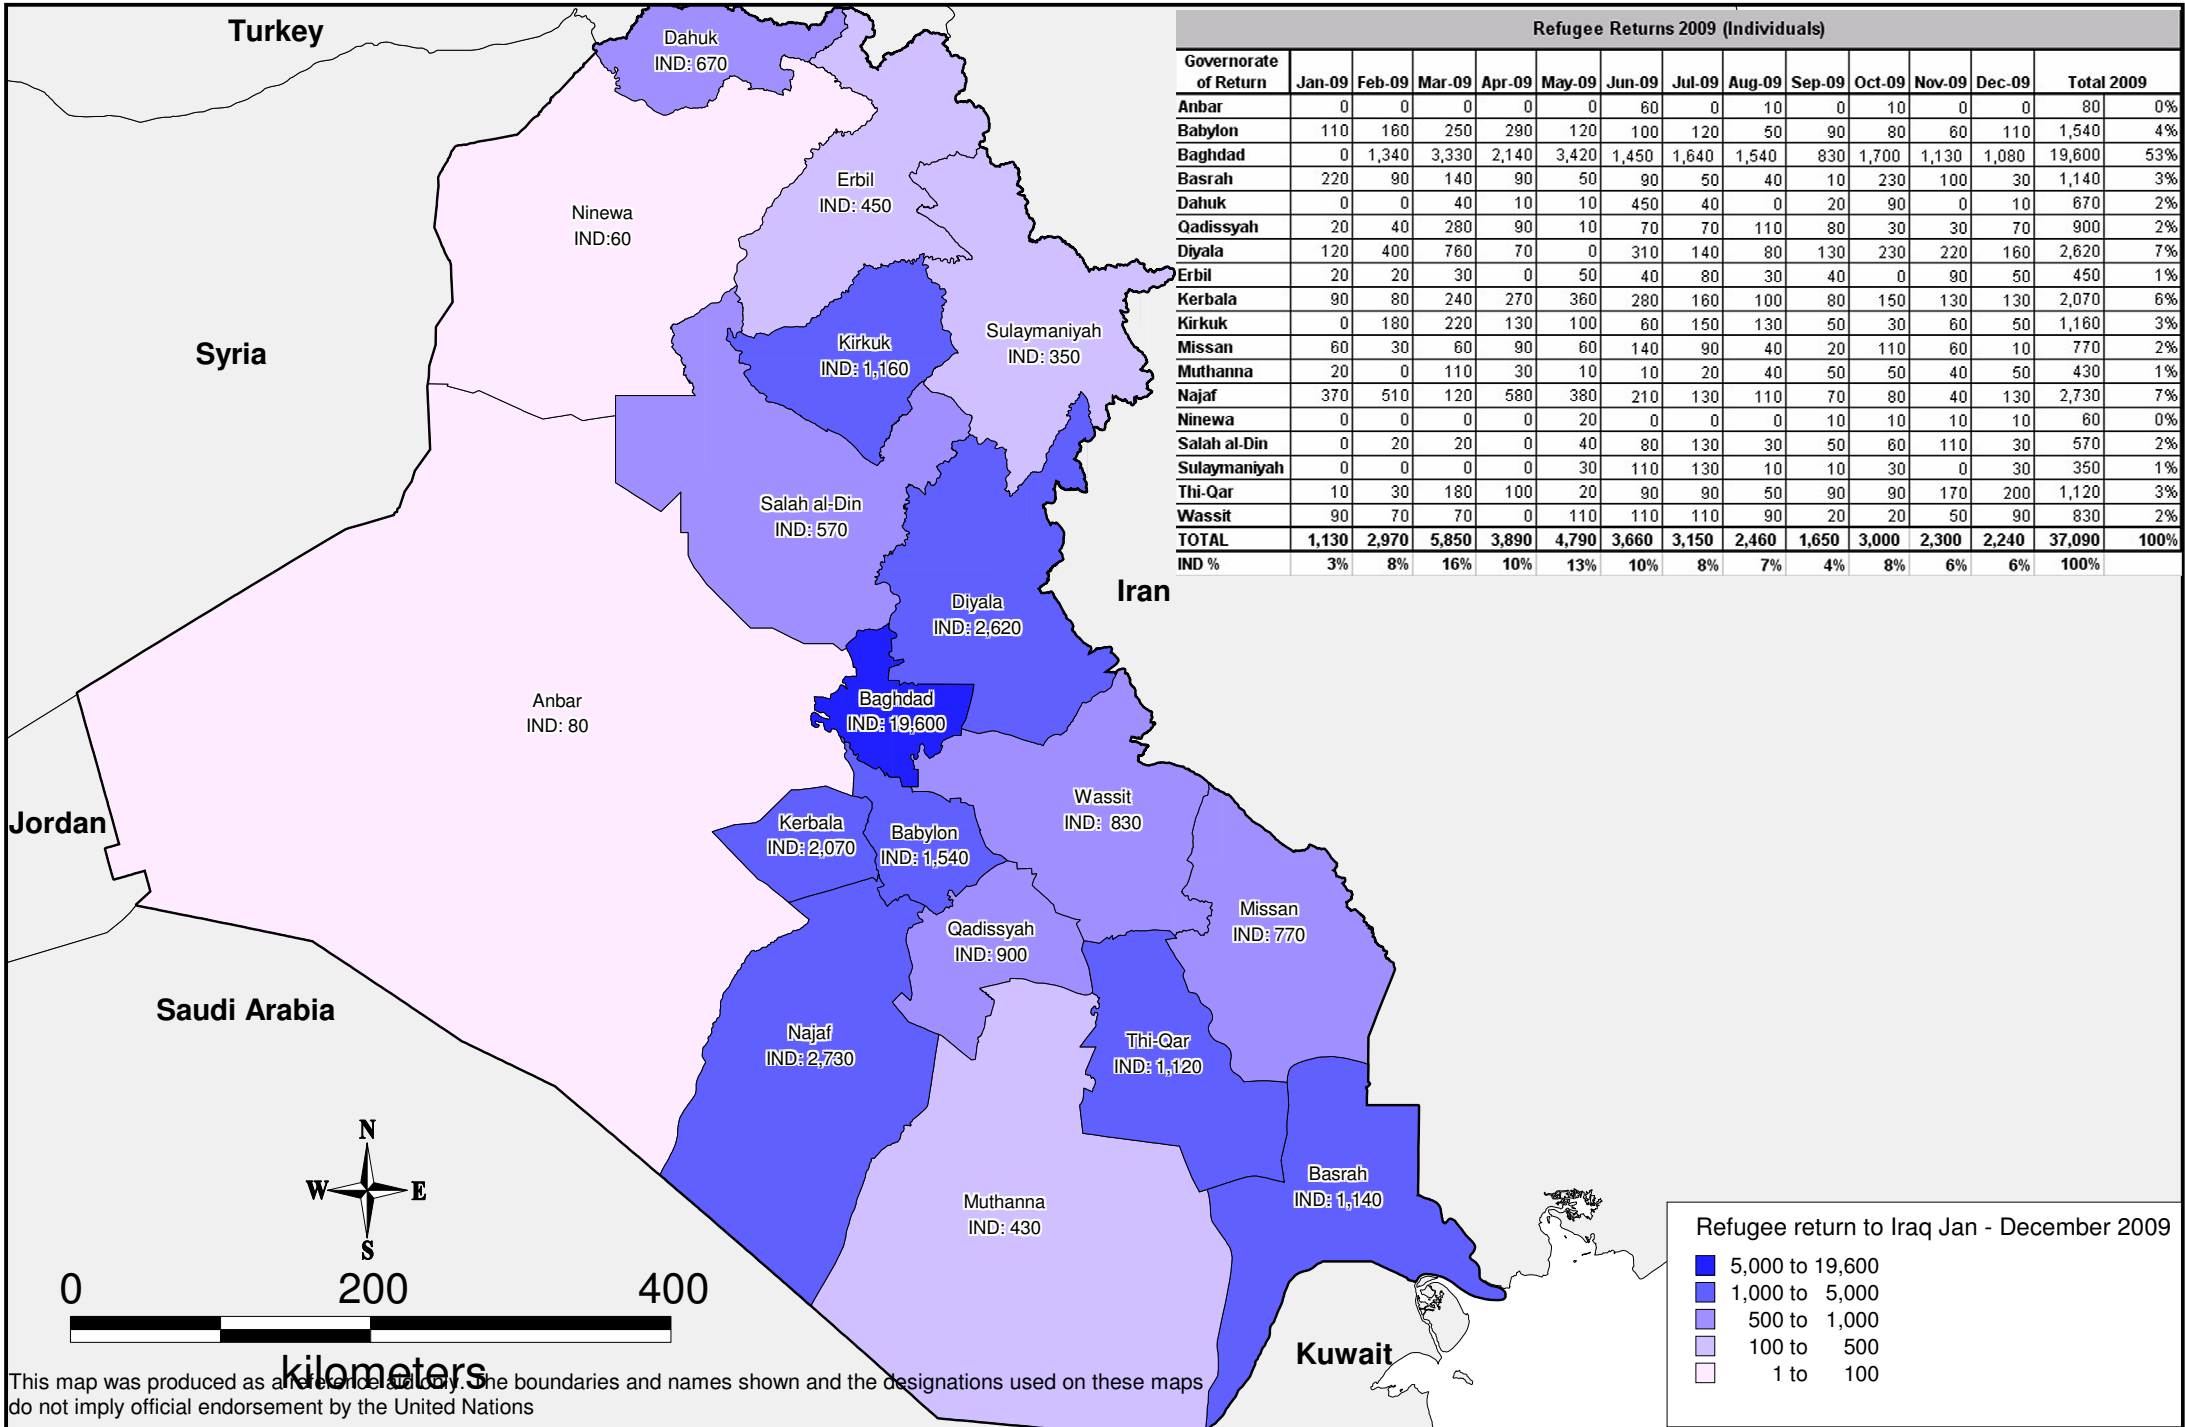 Turkey
Syria
Jordan
Saudi Arabia
Iran
Kuwait
Dahuk
IND: 670
Ninewa
IND:60
Erbil
IND: 450
Kirkuk
IND: 1,160
Sulaymaniyah
IND: 350
Salah al-Din
IND: 570
Diyala
IND: 2,620
Anbar
IND: 80
Baghdad
IND: 19,600
Wassit
IND: 830
Kerbala
IND: 2,070
Babylon
IND: 1,540
Qadissyah
IND: 900
Missan
IND: 770
Najaf
IND: 2,730
Thi-Qar
IND: 1,120
Muthanna
IND: 430
Basrah
IND: 1,140
Refugee Returns 2009 (Individuals)
Governorate of Return Jan-09 Feb-09 Mar-09 Apr-09 May-09 Jun-09 Jul-09 Aug-09 Sep-09 Oct-09 Nov-09 Dec-09 Total 2009
Anbar 0 0 0 0 0 60 0 10 0 10 0 0 80 0%
Babylon 110 160 250 290 120 100 120 50 90 80 60 110 1,540 4%
Baghdad 0 1,340 3,330 2,140 3,420 1,450 1,640 1,540 830 1,700 1,130 1,080 19,600 53%
Basrah 220 90 140 90 50 90 50 40 10 230 100 30 1,140 3%
Dahuk 0 0 40 10 10 450 40 0 20 90 0 10 670 2%
Qadissyah 20 40 280 90 10 70 70 110 80 30 30 70 900 2%
Diyala 120 400 760 70 0 310 140 80 130 230 220 160 2,620 7%
Erbil 20 20 30 0 50 40 80 30 40 0 90 50 450 1%
Kerbala 90 80 240 270 360 280 160 100 80 150 130 130 2,070 6%
Kirkuk 0 180 220 130 100 60 150 130 50 30 60 50 1,160 3%
Missan 60 30 60 90 60 140 90 40 20 110 60 10 770 2%
Muthanna 20 0 110 30 10 10 20 40 50 50 40 50 430 1%
Najaf 370 510 120 580 380 210 130 110 70 80 40 130 2,730 7%
Ninewa 0 0 0 0 20 0 0 0 10 10 10 10 60 0%
Salah al-Din 0 20 20 0 40 80 130 30 50 60 110 30 570 2%
Sulaymaniyah 0 0 0 0 30 110 130 10 10 30 0 30 350 1%
Thi-Qar 10 30 180 100 20 90 90 50 90 90 170 200 1,120 3%
Wassit 90 70 70 0 110 110 110 90 20 20 50 90 830 2%
TOTAL 1,130 2,970 5,850 3,890 4,790 3,660 3,150 2,460 1,650 3,000 2,300 2,240 37,090 100%
IND % 3% 8% 16% 10% 13% 10% 8% 7% 4% 8% 6% 6% 100%
N
W E
S
0 200 400
kilometers
This map was produced as a reference aid only. The boundaries and names shown and the designations used on these maps
do not imply official endorsement by the United Nations
Refugee return to Iraq Jan - December 2009
5,000 to 19,600
1,000 to 5,000
500 to 1,000
100 to 500
1 to 100